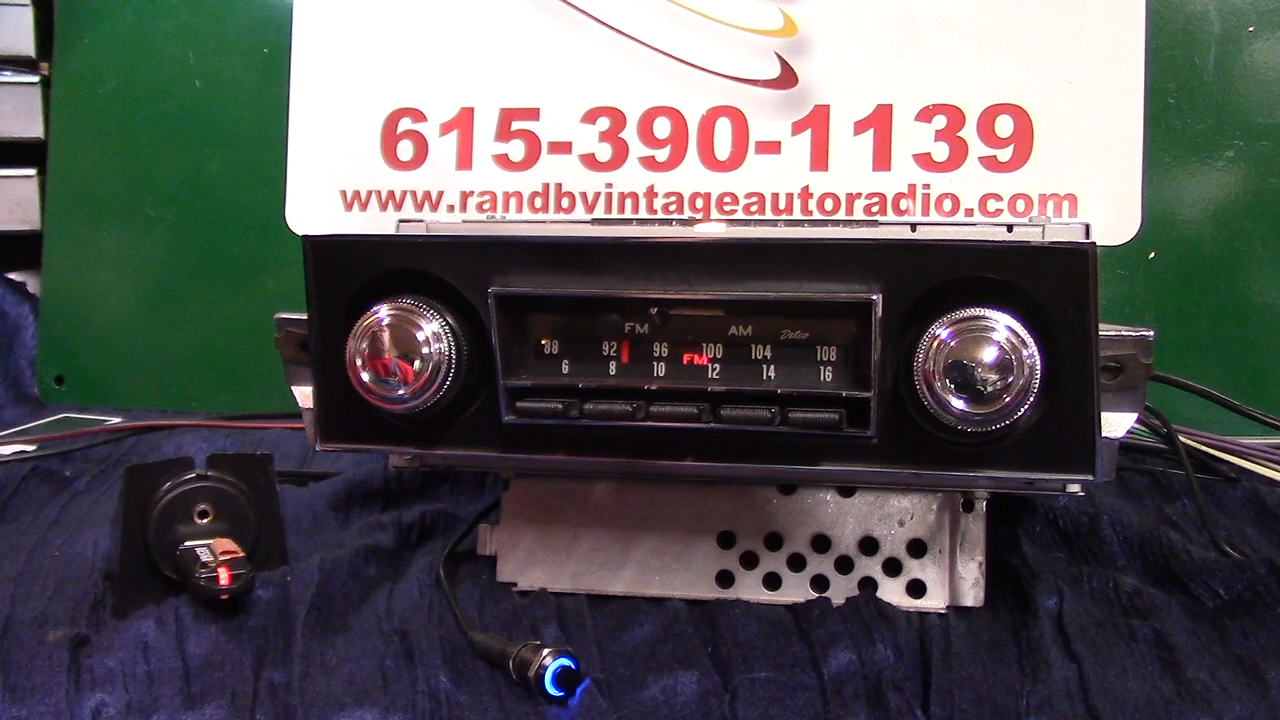 615-390-1139
www.randbvintageautoradio.com
FM AM Delco
88 92 96 100 104 108
FM
6 8 10 12 14 16